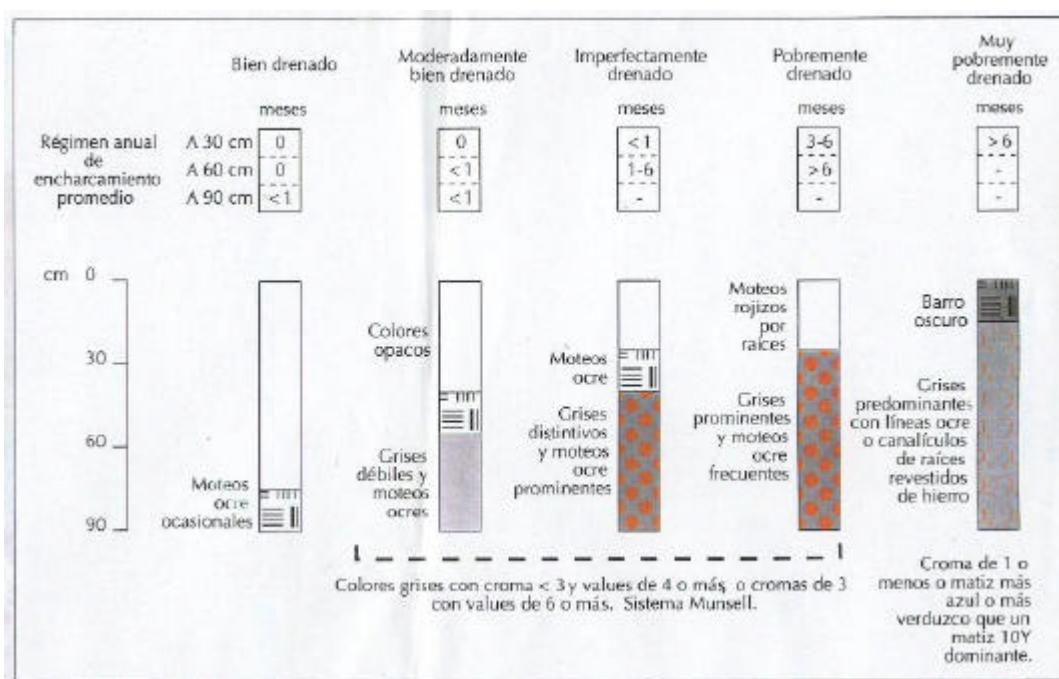 Bien drenado
Moderadamente
bien drenado
Imperfectamente
drenado
Pobremente
drenado
Muy
pobremente
drenado
meses
meses
meses
meses
meses
Régimen anual
de
encharcamiento
promedio
A 30 cm
0
0
<1
3-6
>6
A 60 cm
0
<1
1-6
>6
-
A 90 cm
<1
<1
-
-
-
cm
0
30
60
90
Moteos
ocre
ocasionales
Colores
opacos
Grises
débiles y
moteos
ocres
Moteos
ocre
Grises
distintivos
y moteos
ocre
prominentes
Moteos
rojizos
por
raíces
Grises
prominentes
y moteos
ocre
frecuentes
Barro
oscuro
Grises
predominantes
con líneas ocre
o canalículos
de raíces
revestidos
de hierro
Colores grises con croma < 3 y values de 4 o más, o cromas de 3
con values de 6 o más. Sistema Munsell.
Croma de 1 o
menos o matiz más
azul o más
verduzco que un
matiz 10Y
dominante.